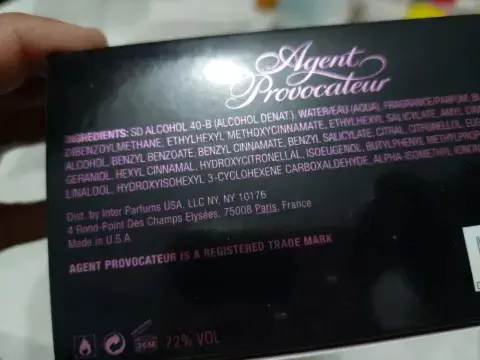 Agent
Provocateur
INGREDIENTS: SD ALCOHOL 40-B (ALCOHOL DENAT.), WATER/EAU (AQUA), FRAGRANCE/PARFUM,
DIBENZOYLMETHANE, ETHYLHEXYL METHOXYCINNAMATE, ETHYLHEXYL SALICYLATE, AMYL
ALCOHOL, BENZYL BENZOATE, BENZYL CINNAMATE, BENZYL SALICYLATE, CITRAL, CITRONELLOL,
GERANIOL, HEXYL CINNAMAL, HYDROXYCITRONELLAL, ISOEUGENOL, BUTYLPHENYL
LINALOOL, HYDROXYISOHEXYL 3-CYCLOHEXENE CARBOXALDEHYDE, ALPHA-ISOMETHYL
Dist. by Inter Parfums USA. LLC NY, NY 10176
4 Rond-Point Des Champs Elysées, 75008 Paris, France
Made in U.S.A
AGENT PROVOCATEUR IS A REGISTERED TRADE MARK
36M 72% VOL